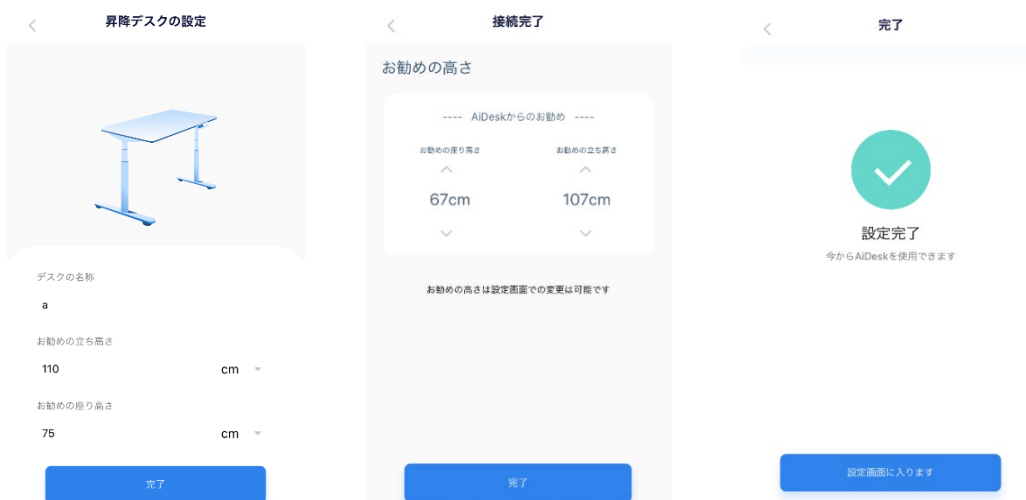 昇降デスクの設定
デスクの名称
a
お勧めの立ち高さ
110 cm
お勧めの座り高さ
75 cm
完了
接続完了
お勧めの高さ
---- AiDeskからのお勧め ----
お勧めの座り高さ お勧めの立ち高さ
67cm 107cm
お勧めの高さは設定画面での変更は可能です
完了
完了
設定完了
今からAiDeskを使用できます
設定画面に入ります